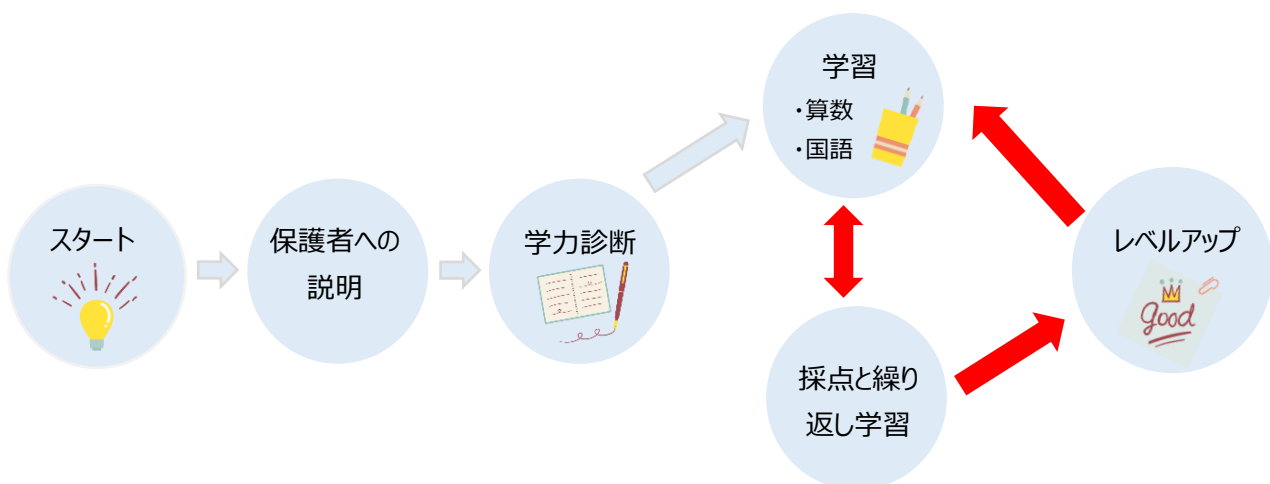 スタート
保護者への
説明
学力診断
学習
・算数
・国語
採点と繰り
返し学習
レベルアップ
good